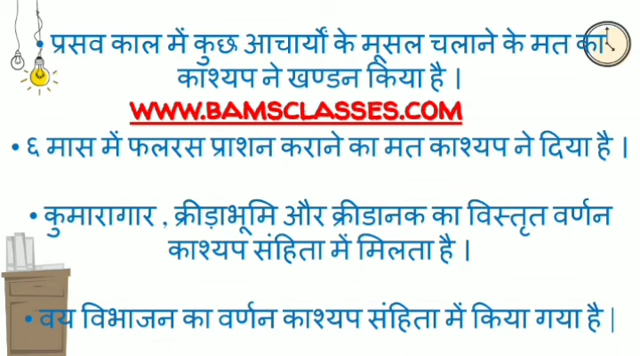 • प्रसव काल में कुछ आचार्यों के मूसल चलाने के मत का
काश्यप ने खण्डन किया है ।
WWW.BAMSCLASSES.COM
• ६ मास में फलरस प्राशन कराने का मत काश्यप ने दिया है ।
• कुमारागार , क्रीड़ाभूमि और क्रीडानक का विस्तृत वर्णन
काश्यप संहिता में मिलता है ।
• वय विभाजन का वर्णन काश्यप संहिता में किया गया है |